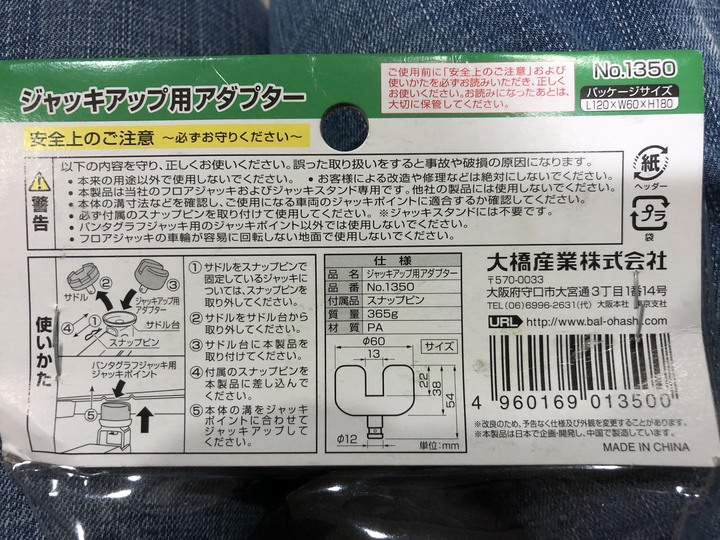 ジャッキアップ用アダプター
ご使用前に「安全上のご注意」および
使いかたを必ずお読みいただき、正しく
お使いください。お読みになったあとは、
大切に保管してください。
No.1350
パッケージサイズ
L120×W60×H180
安全上のご注意 ～必ずお守りください～
警告
以下の内容を守り、正しくお使いください。誤った取り扱いをすると事故や破損の原因になります。
・本来の用途以外で使用しないでください。 ・お客様による改造や修理などは絶対にしないでください。
・本製品は当社のフロアジャッキおよびジャッキスタンド専用です。他社の製品には使用しないでください。
・本体の溝寸法などを確認し、ご使用になる車両のジャッキポイントに適合するか確認してください。
・必ず付属のスナップピンを取り付けて使用してください。※ジャッキスタンドには不要です。
・パンタグラフジャッキ用のジャッキポイント以外では使用しないでください。
・フロアジャッキの車輪が容易に回転しない地面で使用しないでください。
紙
ヘッダー
プラ
袋
使いかた
②
③
サドル
ジャッキアップ用
アダプター
④
①
サドル台
スナップピン
パンタグラフジャッキ用
ジャッキポイント
⑤
①サドルをスナップピンで
固定しているジャッキに
ついては、スナップピンを
取り外してください。
②サドルをサドル台から
取り外してください。
③サドル台に本製品を
取り付けてください。
④付属のスナップピンを
本製品に差し込んで
ください。
⑤本体の溝をジャッキ
ポイントに合わせて
ジャッキアップして
ください。
仕様
品名 ジャッキアップ用アダプター
品番 No.1350
付属品 スナップピン
質量 365g
材質 PA
φ60
13
サイズ
22
38
54
φ12
単位:mm
大橋産業株式会社
〒570-0033
大阪府守口市大宮通3丁目1番14号
TEL(06)6996-2631(代) 大阪本社 東京支社
URL http://www.bal-ohashi.com/
4 960169 013500
※改良のため、予告なく仕様及び外観を変更することがあります。
※本製品は日本で企画・開発し、中国で製造しています。
MADE IN CHINA